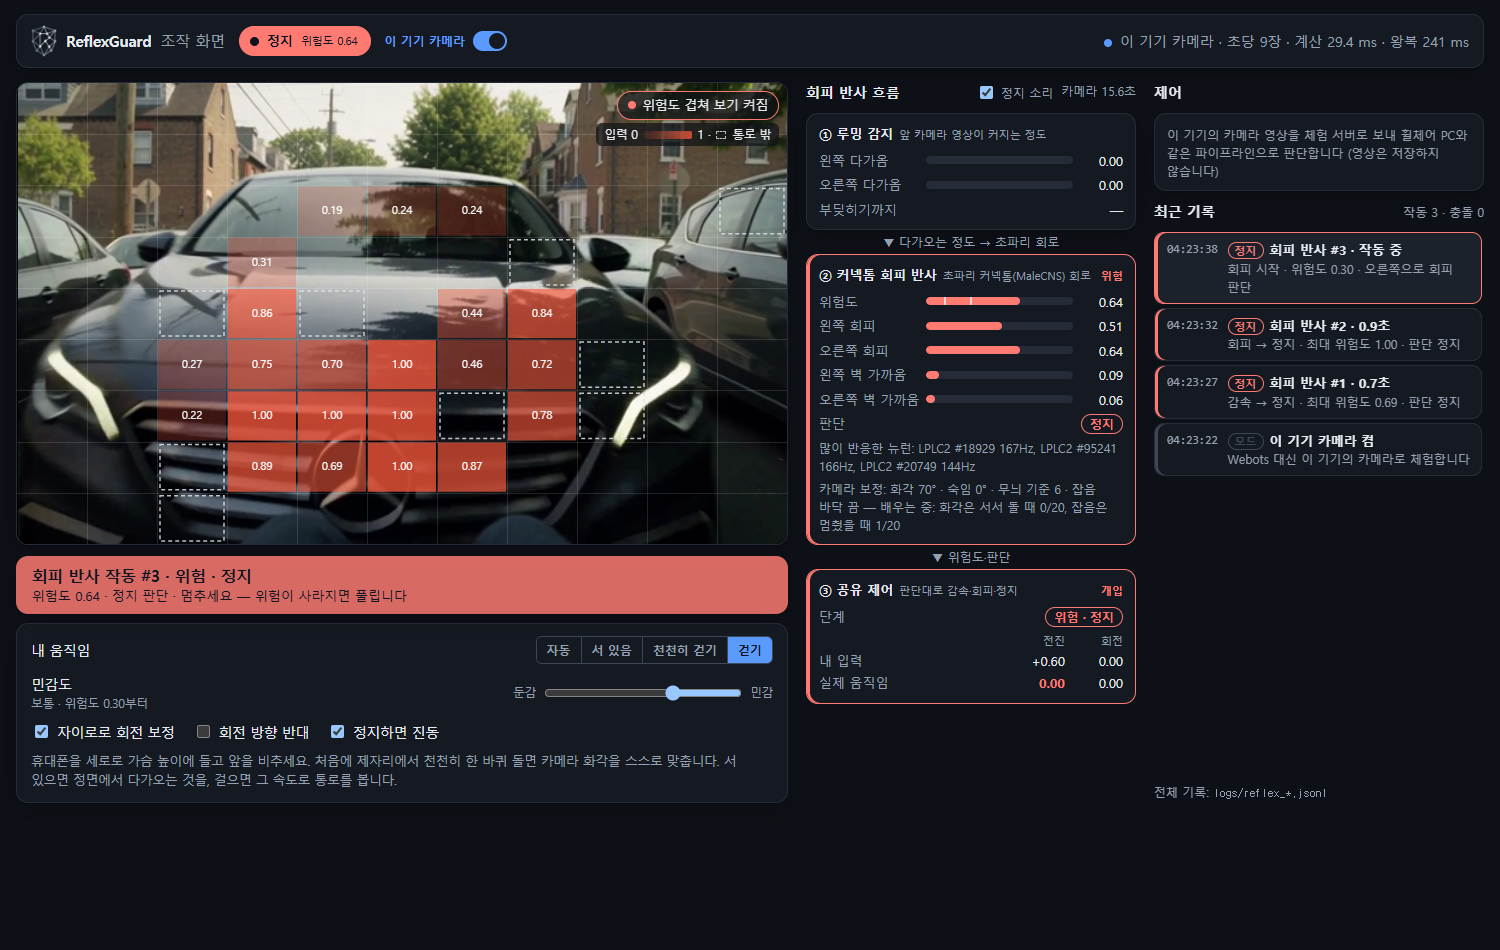 ReflexGuard 조작 화면 정지 위험도 0.64 이 기기 카메라
이 기기 카메라 · 초당 9장 · 계산 29.4 ms · 왕복 241 ms
위험도 겹쳐 보기 켜짐
입력 0 1 · 통로 밖
0.19 0.24 0.24
0.31
0.86 0.44 0.84
0.27 0.75 0.70 1.00 0.46 0.72
0.22 1.00 1.00 1.00 0.78
0.89 0.69 1.00 0.87
회피 반사 작동 #3 · 위험 · 정지
위험도 0.64 · 정지 판단 · 멈추세요 — 위험이 사라지면 풀립니다
내 움직임 자동 서 있음 천천히 걷기 걷기
민감도
보통 · 위험도 0.30부터
둔감 민감
자이로로 회전 보정 회전 방향 반대 정지하면 진동
휴대폰을 세로로 가슴 높이에 들고 앞을 비추세요. 처음에 제자리에서 천천히 한 바퀴 돌면 카메라 화각을 스스로 맞춥니다. 서
있으면 정면에서 다가오는 것을, 걸으면 그 속도로 통로를 봅니다.
회피 반사 흐름 정지 소리 카메라 15.6초
① 루밍 감지 앞 카메라 영상이 커지는 정도
왼쪽 다가옴 0.00
오른쪽 다가옴 0.00
부딪히기까지 —
▼ 다가오는 정도 → 초파리 회로
② 커넥톰 회피 반사 초파리 커넥톰(MaleCNS) 회로 위험
위험도 0.64
왼쪽 회피 0.51
오른쪽 회피 0.64
왼쪽 벽 가까움 0.09
오른쪽 벽 가까움 0.06
판단 정지
많이 반응한 뉴런: LPLC2 #18929 167Hz, LPLC2 #95241
166Hz, LPLC2 #20749 144Hz
카메라 보정: 화각 70° · 숙임 0° · 무늬 기준 6 · 잡음
바닥 끔 — 배우는 중: 화각은 서서 돌 때 0/20, 잡음은
멈췄을 때 1/20
▼ 위험도·판단
③ 공유 제어 판단대로 감속·회피·정지 개입
단계 위험 · 정지
전진 회전
내 입력 +0.60 0.00
실제 움직임 0.00 0.00
제어
이 기기의 카메라 영상을 체험 서버로 보내 휠체어 PC와
같은 파이프라인으로 판단합니다 (영상은 저장하지
않습니다)
최근 기록 작동 3 · 충돌 0
04:23:38 정지 회피 반사 #3 · 작동 중
회피 시작 · 위험도 0.30 · 오른쪽으로 회피
판단
04:23:32 정지 회피 반사 #2 · 0.9초
회피 → 정지 · 최대 위험도 1.00 · 판단 정지
04:23:27 정지 회피 반사 #1 · 0.7초
감속 → 정지 · 최대 위험도 0.69 · 판단 정지
04:23:22 모드 이 기기 카메라 켬
Webots 대신 이 기기의 카메라로 체험합니다
전체 기록: logs/reflex_*.jsonl